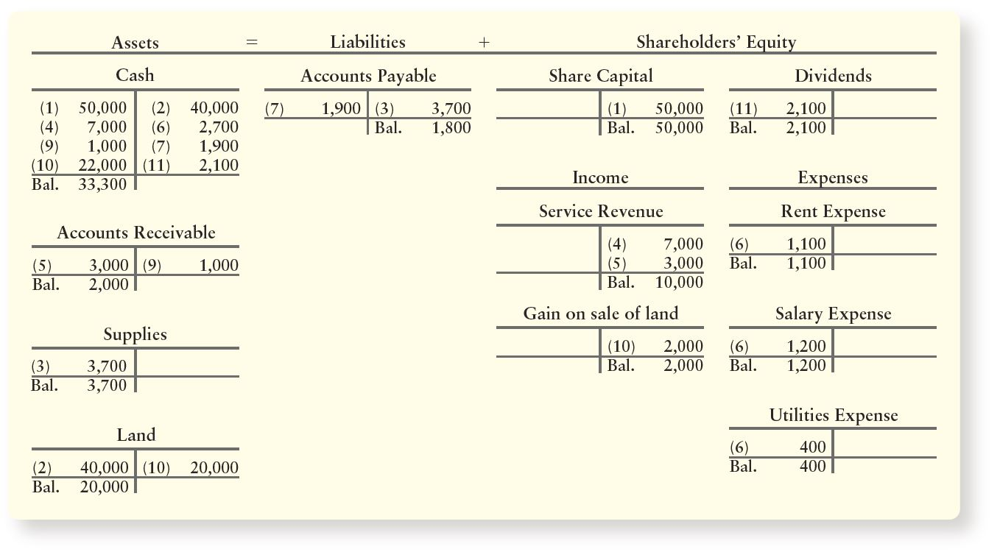 Assets = Liabilities + Shareholders' Equity
Cash
(1) 50,000 (2) 40,000
(4) 7,000 (6) 2,700
(9) 1,000 (7) 1,900
(10) 22,000 (11) 2,100
Bal. 33,300
Accounts Receivable
(5) 3,000 (9) 1,000
Bal. 2,000
Supplies
(3) 3,700
Bal. 3,700
Land
(2) 40,000 (10) 20,000
Bal. 20,000
Accounts Payable
(7) 1,900 (3) 3,700
Bal. 1,800
Share Capital
(1) 50,000
Bal. 50,000
Income
Service Revenue
(4) 7,000
(5) 3,000
Bal. 10,000
Gain on sale of land
(10) 2,000
Bal. 2,000
Dividends
(11) 2,100
Bal. 2,100
Expenses
Rent Expense
(6) 1,100
Bal. 1,100
Salary Expense
(6) 1,200
Bal. 1,200
Utilities Expense
(6) 400
Bal. 400